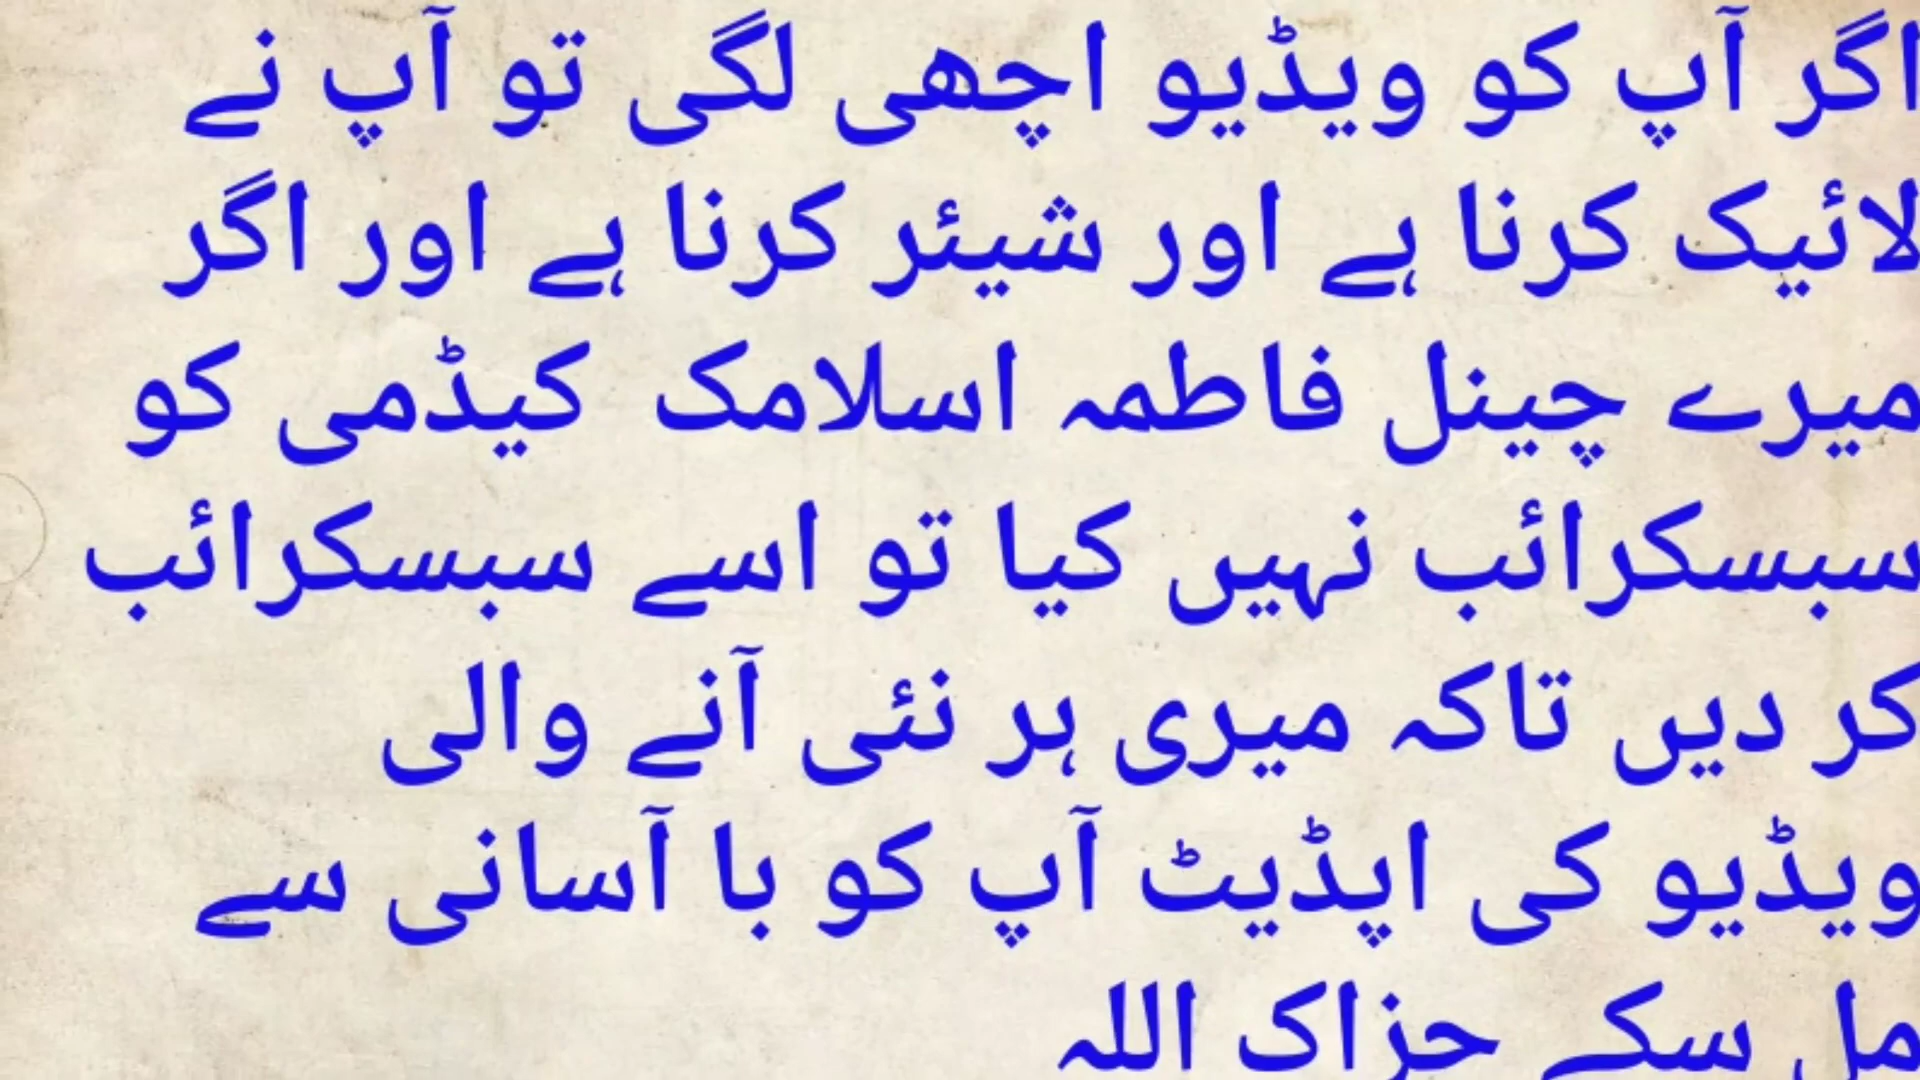 اگر آپ کو ویڈیو اچھی لگی تو آپ نے
لائیک کرنا ہے اور شیئر کرنا ہے اور اگر
میرے چینل فاطمہ اسلامک کیڈمی کو
سبسکرائب نہیں کیا تو اسے سبسکرائب
کر دیں تاکہ میری ہر نئی آنے والی
ویڈیو کی اپڈیٹ آپ کو با آسانی سے
مل سکے حزاک اللہ